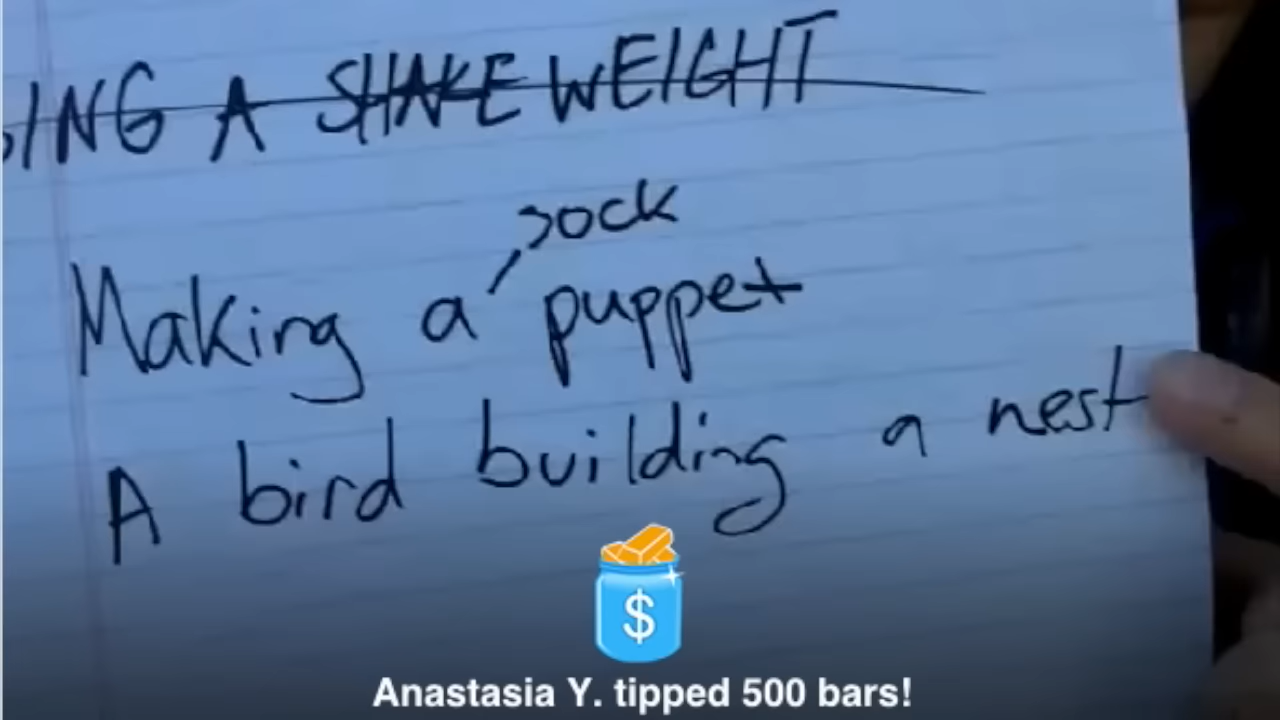 ING A SHAKE WEIGHT
sock
Making a puppet
A bird building a nest
$
Anastasia Y. tipped 500 bars!